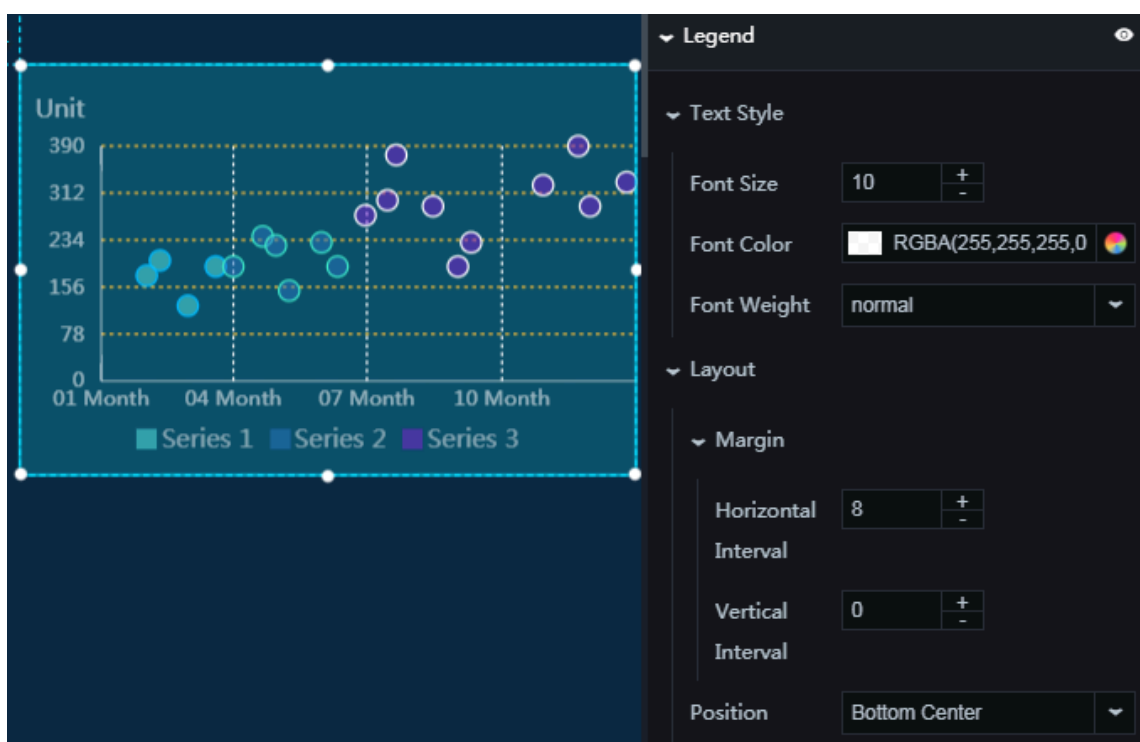 Unit
390
312
234
156
78
0
01 Month 04 Month 07 Month 10 Month
Series 1 Series 2 Series 3
Legend
Text Style
Font Size 10 + -
Font Color RGBA(255,255,255,0
Font Weight normal
Layout
Margin
Horizontal 8 + -
Interval
Vertical 0 + -
Interval
Position Bottom Center